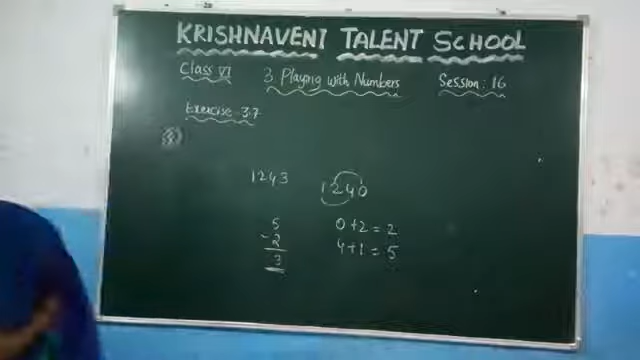 KRISHNAVENI TALENT SCHOOL
Class VI 3. Playing with Numbers Session: 16
Exercise-3.7
1243 1240
5
-2
3
0+2=2
4+1=5